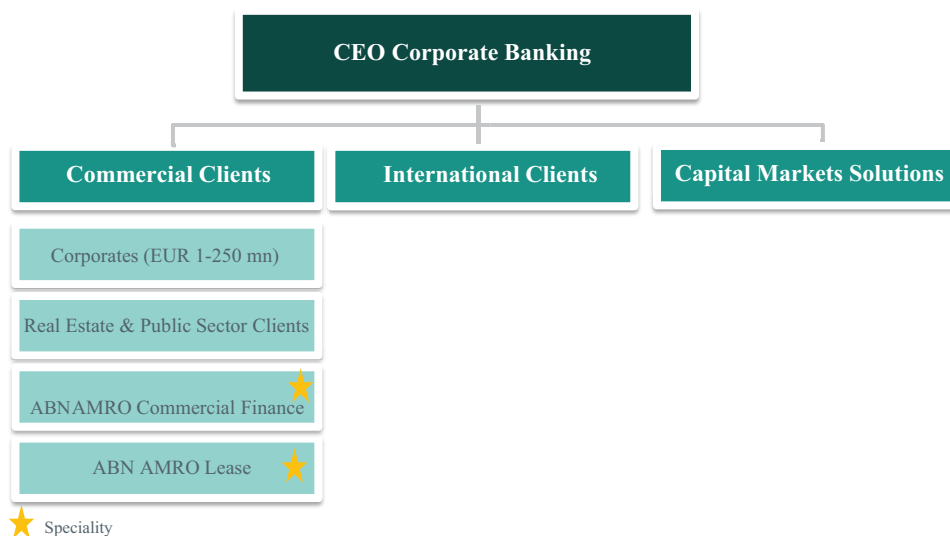 CEO Corporate Banking
Commercial Clients
International Clients
Capital Markets Solutions
Corporates (EUR 1-250 mn)
Real Estate & Public Sector Clients
ABNAMRO Commercial Finance
ABN AMRO Lease
Speciality